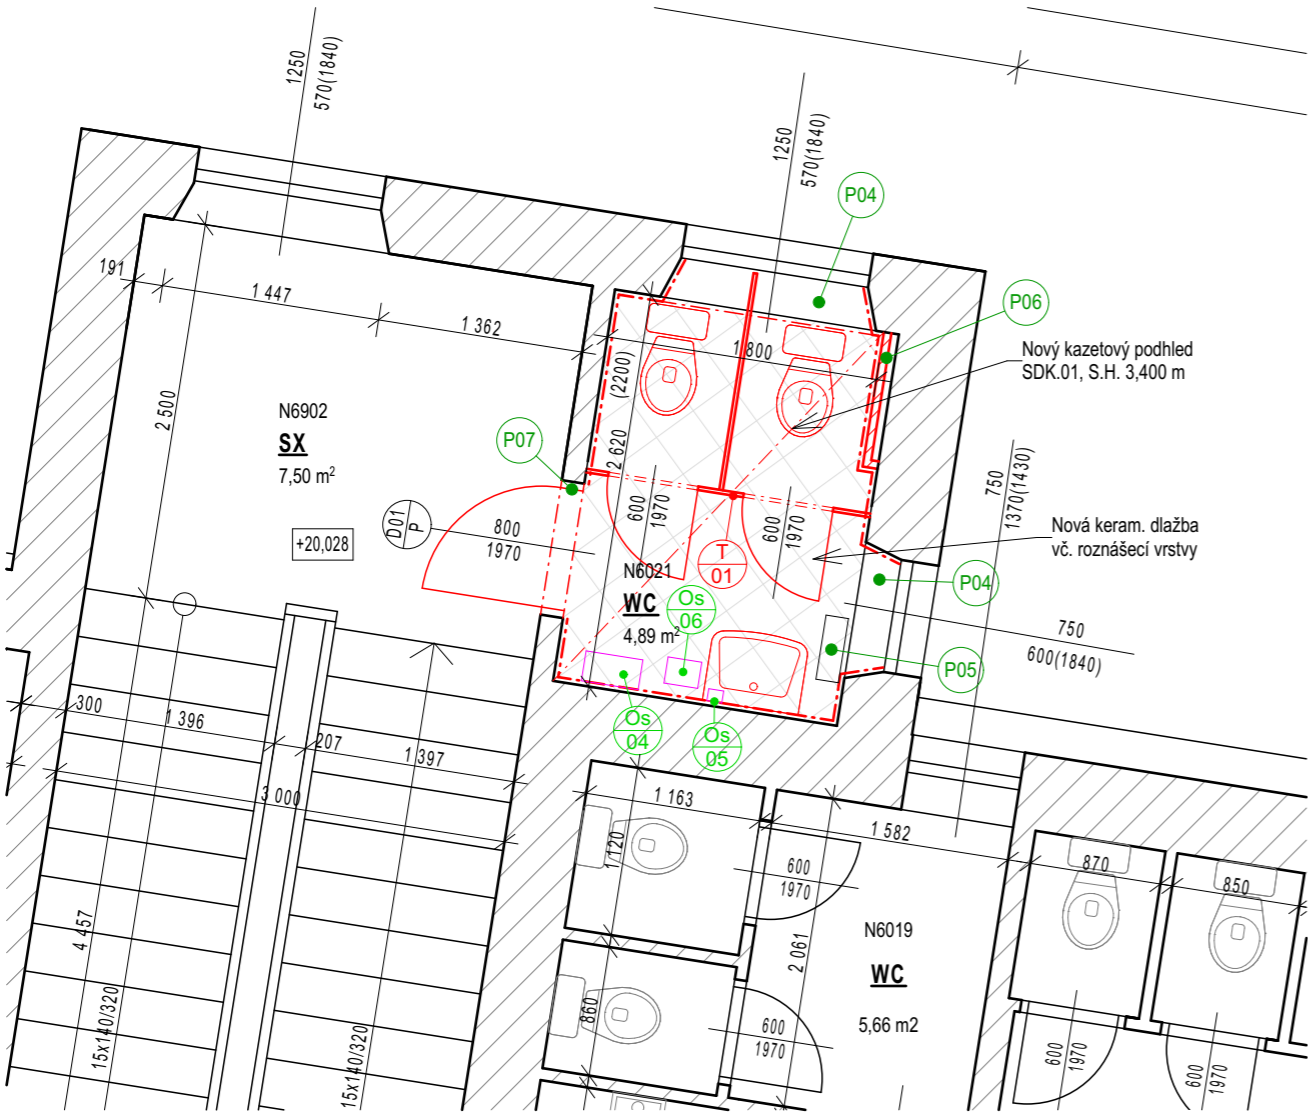 1250
570(1840)
1250
570(1840)
P04
191
1 447
1 362
P06
1 800
Nový kazetový podhled
SDK.01, S.H. 3,400 m
(2200)
2 500
N6902
SX
7,50 m²
P07
2 620
750
1370(1430)
D01
P
800
1970
600
1970
600
1970
Nová keram. dlažba
vč. roznášecí vrstvy
+20,028
T
01
N6021
WC
4,89 m²
Os
06
P04
750
600(1840)
P05
300
1 396
207
1 397
Os
04
Os
05
3 000
1 163
1 582
1 120
600
1970
870
850
4 457
2 061
N6019
WC
5,66 m2
860
600
1970
600
1970
600
1970
15x140/320
15x140/320